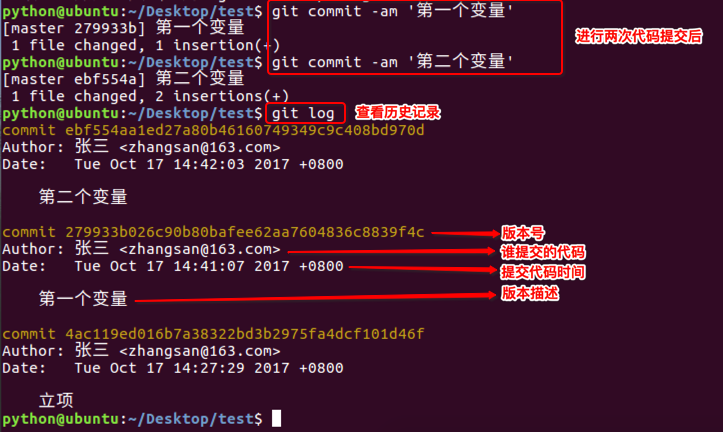 python@ubuntu:~/Desktop/test$ git commit -am '第一个变量'
[master 279933b] 第一个变量
1 file changed, 1 insertion(+)
python@ubuntu:~/Desktop/test$ git commit -am '第二个变量'
[master ebf554a] 第二个变量
1 file changed, 2 insertions(+)
进行两次代码提交后
python@ubuntu:~/Desktop/test$ git log 查看历史记录
commit ebf554aa1ed27a80b46160749349c9c408bd970d
Author: 张三 <zhangsan@163.com>
Date: Tue Oct 17 14:42:03 2017 +0800
第二个变量
commit 279933b026c90b80bafee62aa7604836c8839f4c 版本号
Author: 张三 <zhangsan@163.com> 谁提交的代码
Date: Tue Oct 17 14:41:07 2017 +0800 提交代码时间
第一个变量 版本描述
commit 4ac119ed016b7a38322bd3b2975fa4dcf101d46f
Author: 张三 <zhangsan@163.com>
Date: Tue Oct 17 14:27:29 2017 +0800
立项
python@ubuntu:~/Desktop/test$